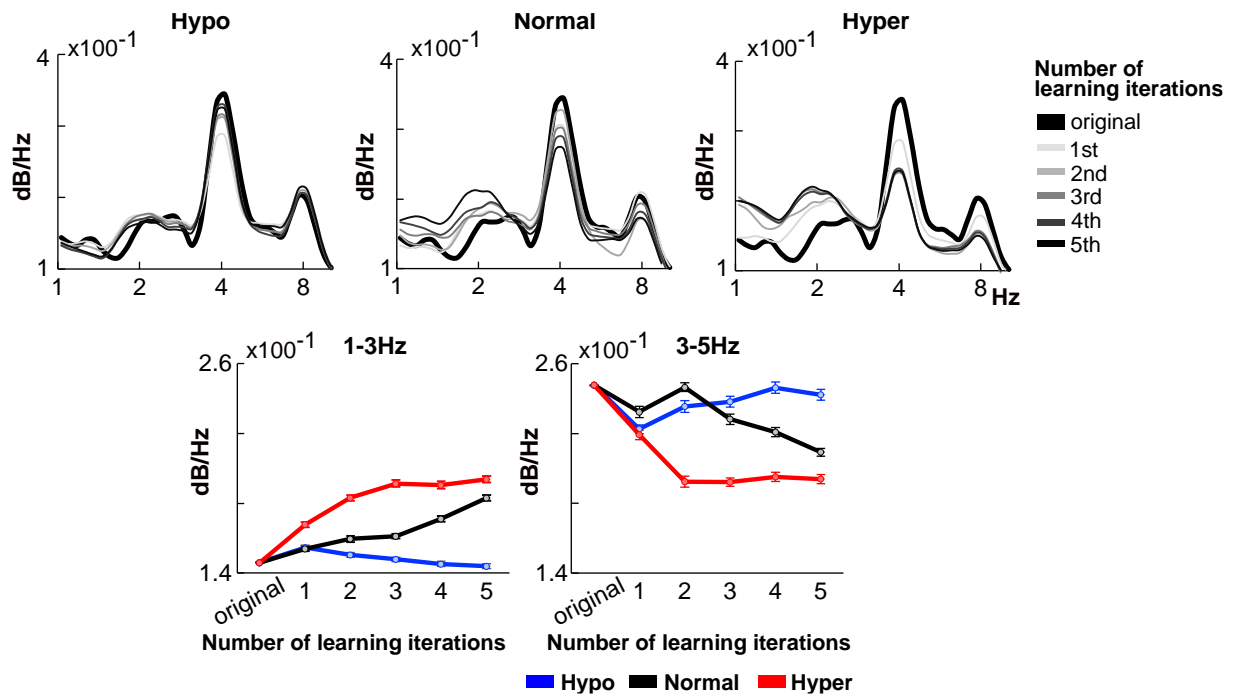 Hypo
Normal
Hyper
4
x100-1
dB/Hz
1
1
2
4
8
4
x100-1
dB/Hz
1
1
2
4
8
4
x100-1
dB/Hz
1
1
2
4
8
Hz
Number of
learning iterations
original
1st
2nd
3rd
4th
5th
2.6
x100-1
1-3Hz
dB/Hz
1.4
original
1
2
3
4
5
Number of learning iterations
2.6
x100-1
3-5Hz
dB/Hz
1.4
original
1
2
3
4
5
Number of learning iterations
Hypo
Normal
Hyper